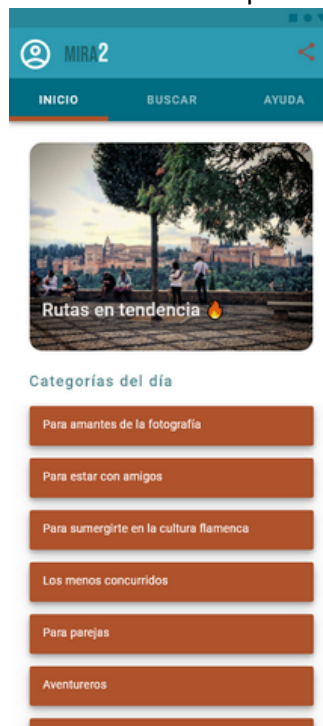 MIRA2
INICIO BUSCAR AYUDA
Rutas en tendencia 🔥
Categorías del día
Para amantes de la fotografía
Para estar con amigos
Para sumergirte en la cultura flamenca
Los menos concurridos
Para parejas
Aventureros